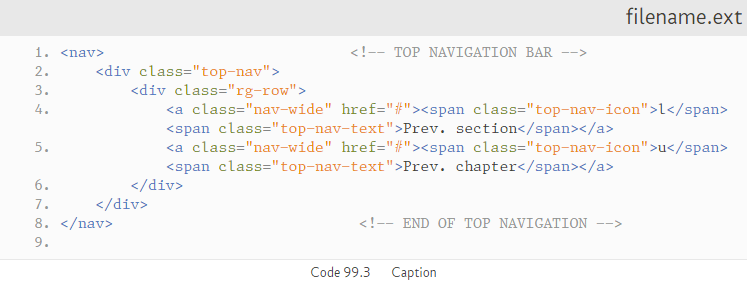 filename.ext
1. <nav>                            <!-- TOP NAVIGATION BAR -->
2.     <div class="top-nav">
3.         <div class="rg-row">
4.             <a class="nav-wide" href="#"><span class="top-nav-icon">l</span>
               <span class="top-nav-text">Prev. section</span></a>
5.             <a class="nav-wide" href="#"><span class="top-nav-icon">u</span>
               <span class="top-nav-text">Prev. chapter</span></a>
6.         </div>
7.     </div>
8. </nav>                            <!-- END OF TOP NAVIGATION -->
9.
Code 99.3 Caption